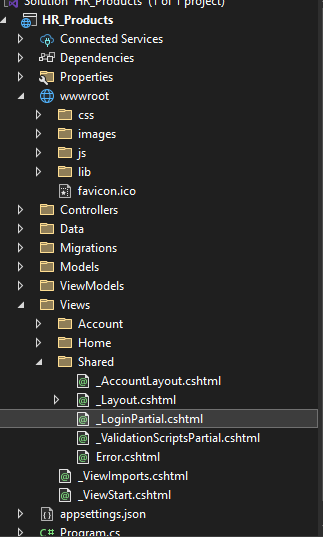 Solution 'HR_Products' (1 of 1 project)
HR_Products
Connected Services
Dependencies
Properties
wwwroot
css
images
js
lib
favicon.ico
Controllers
Data
Migrations
Models
ViewModels
Views
Account
Home
Shared
_AccountLayout.cshtml
_Layout.cshtml
_LoginPartial.cshtml
_ValidationScriptsPartial.cshtml
Error.cshtml
_ViewImports.cshtml
_ViewStart.cshtml
appsettings.json
Program.cs